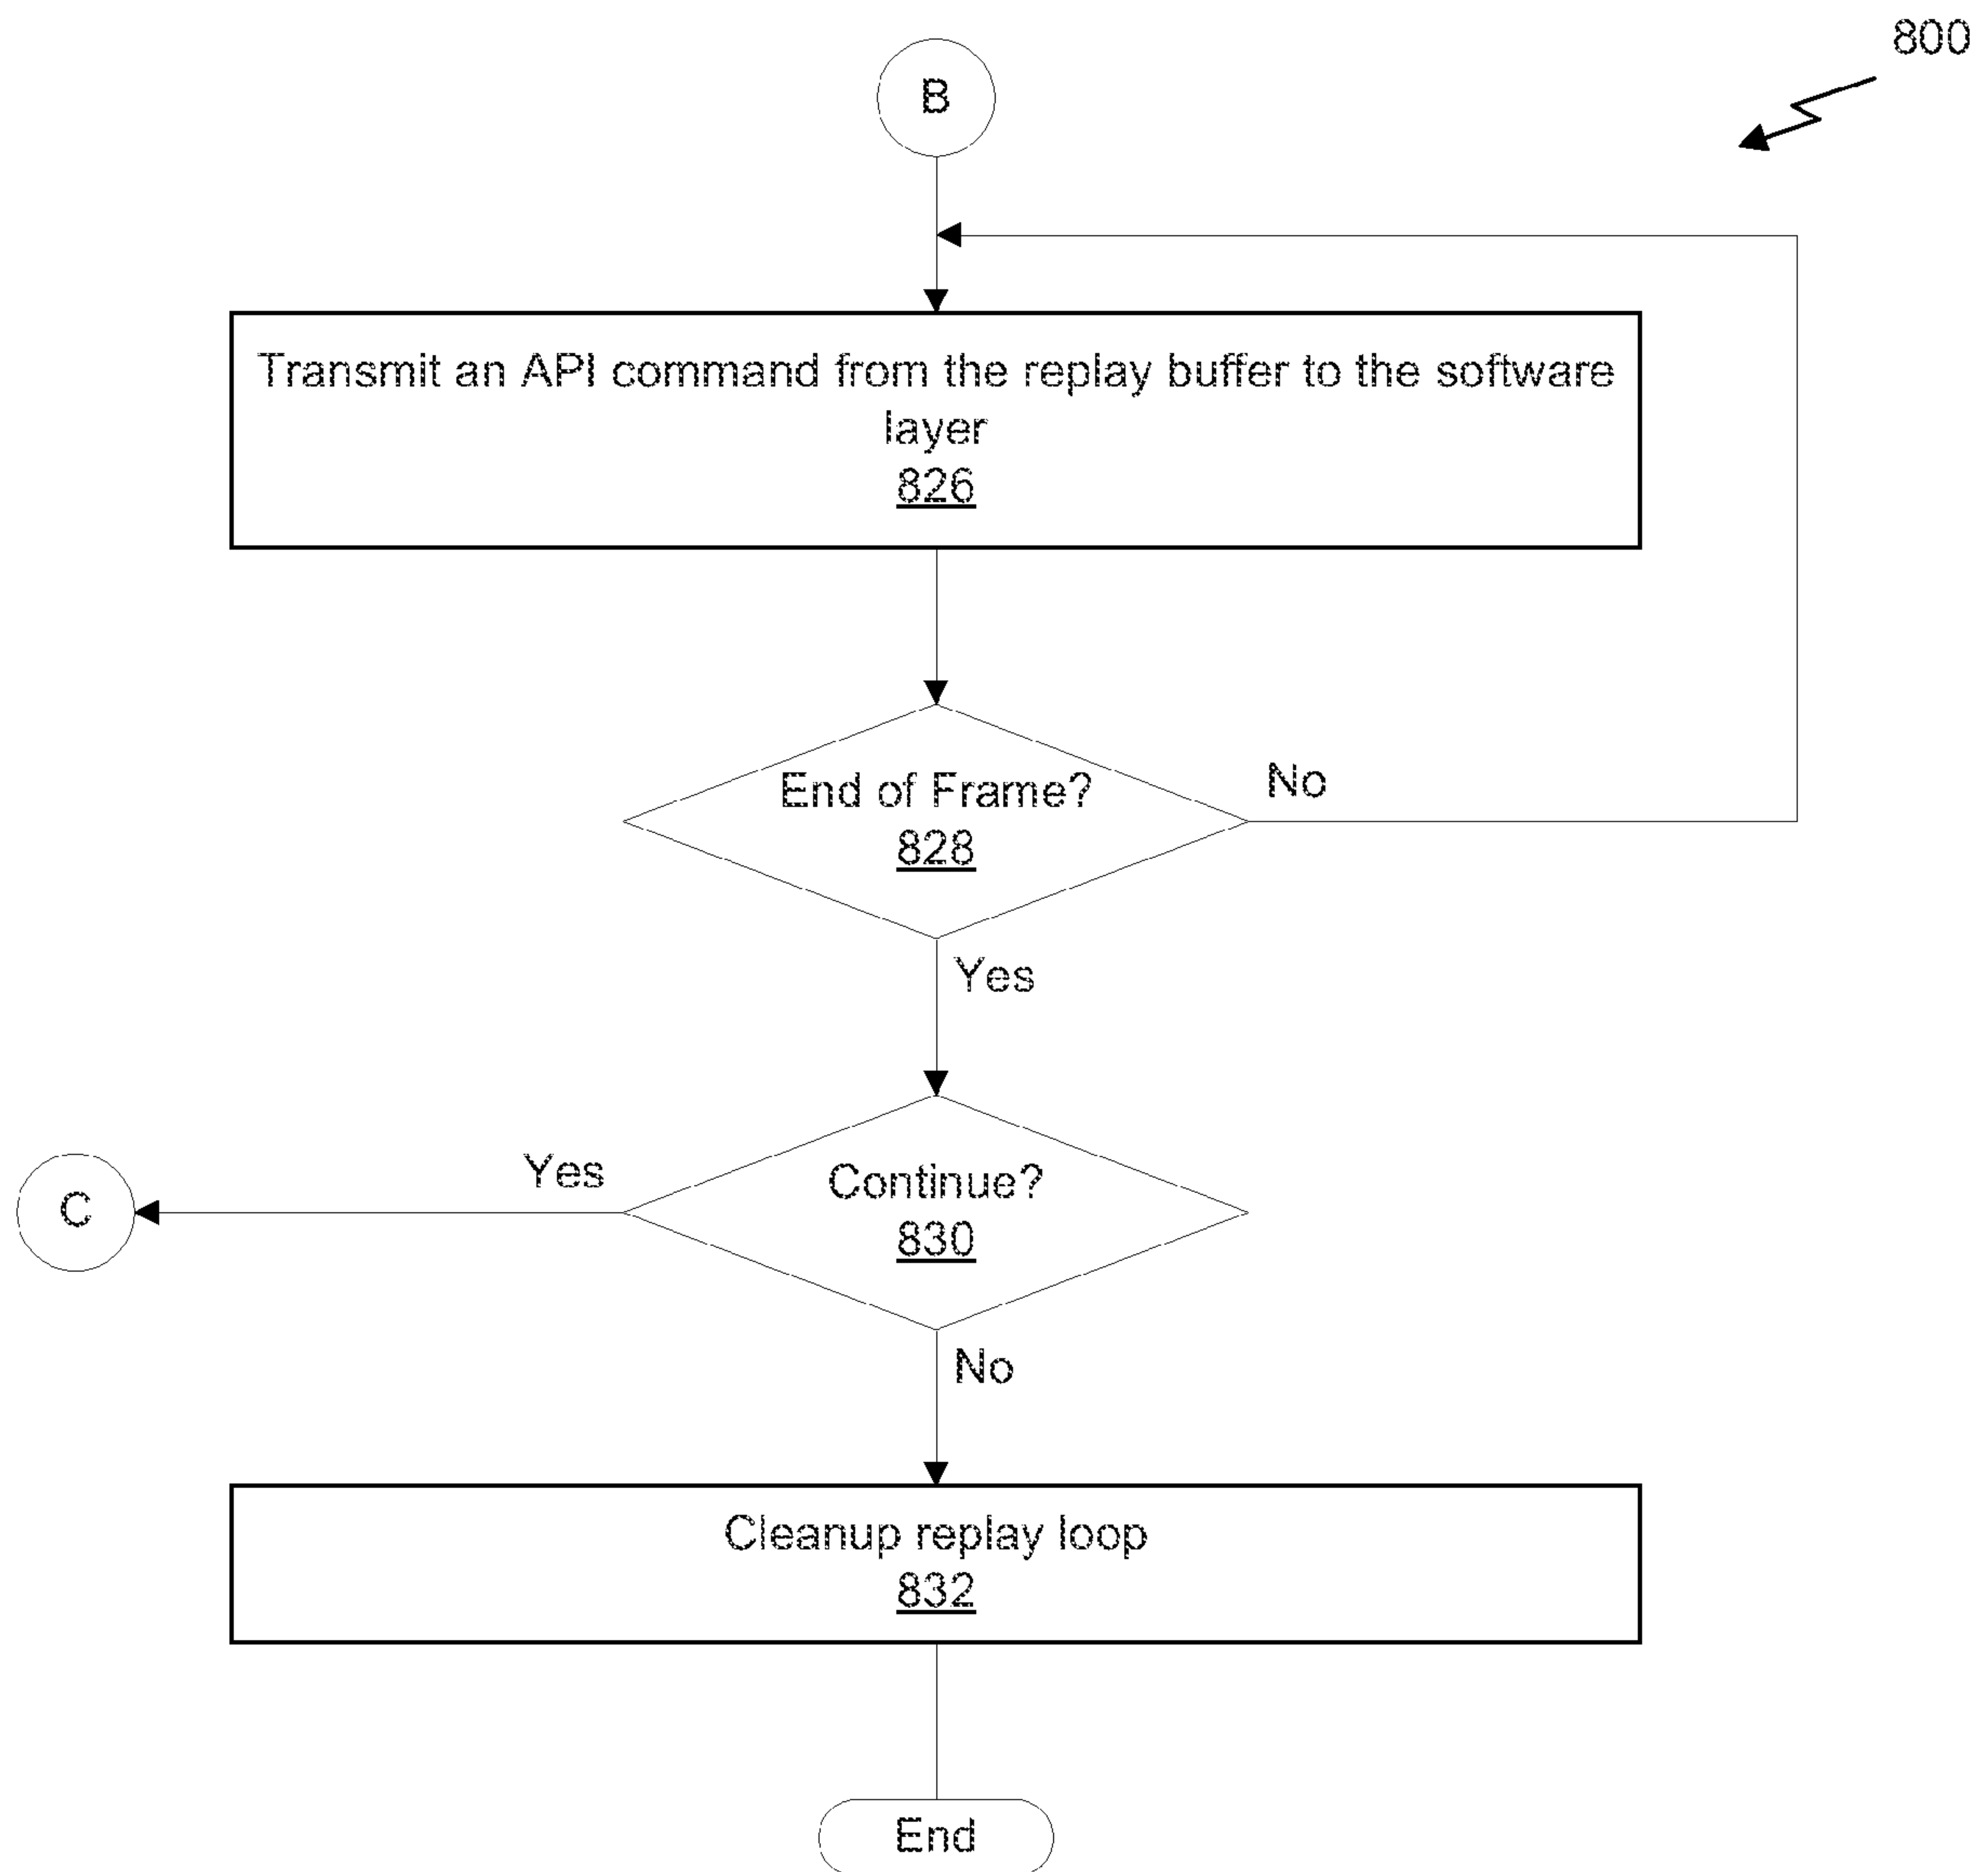 800
B
Transmit an API command from the replay buffer to the software
layer
826
End of Frame?
828
No
Yes
Continue?
830
Yes
C
No
Cleanup replay loop
832
End